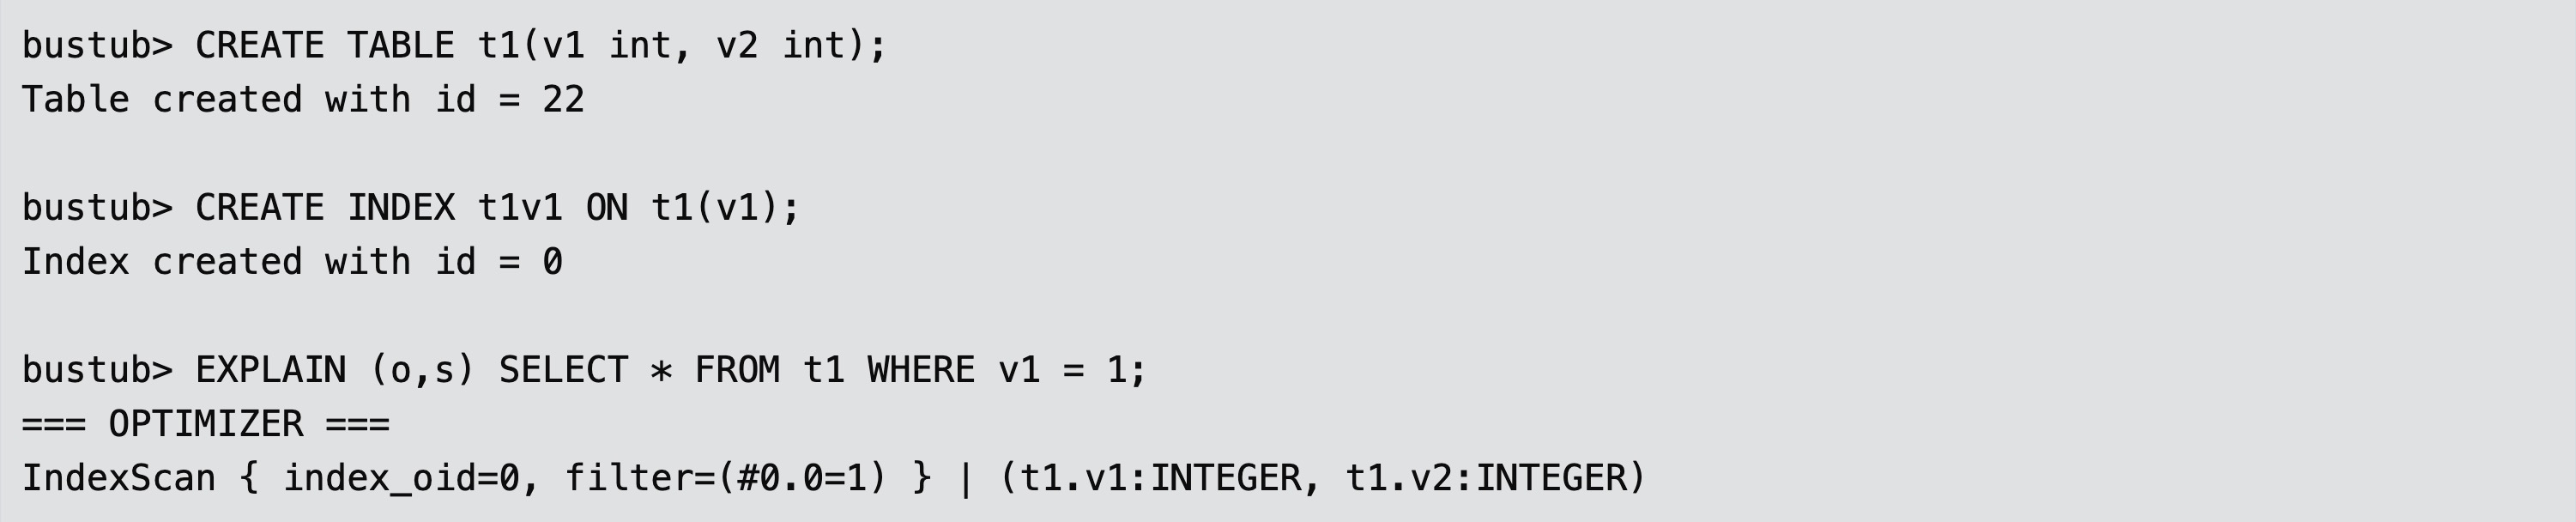 bustub> CREATE TABLE t1(v1 int, v2 int);
Table created with id = 22
bustub> CREATE INDEX t1v1 ON t1(v1);
Index created with id = 0
bustub> EXPLAIN (o,s) SELECT * FROM t1 WHERE v1 = 1;
=== OPTIMIZER ===
IndexScan { index_oid=0, filter=(#0.0=1) } | (t1.v1:INTEGER, t1.v2:INTEGER)